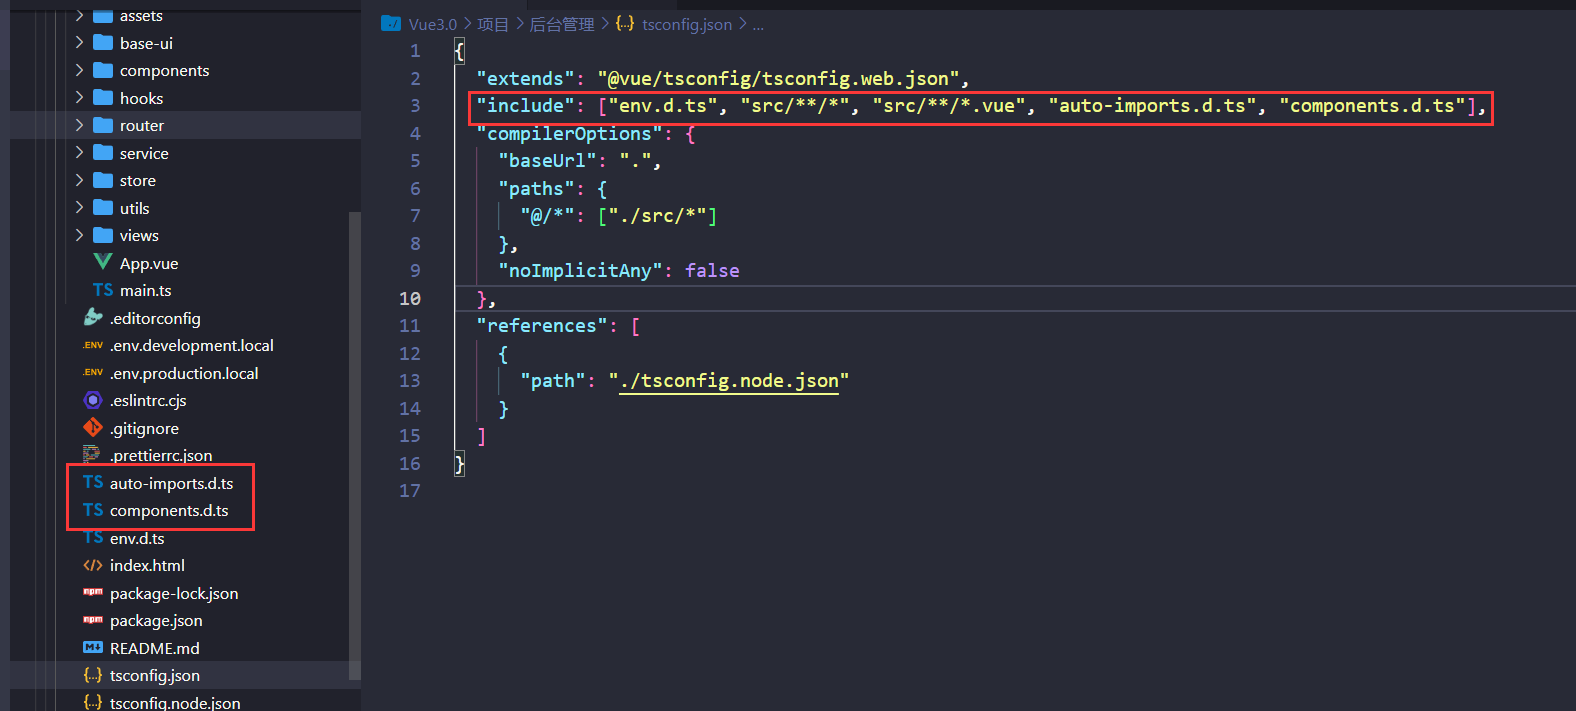 assets
base-ui
components
hooks
router
service
store
utils
views
App.vue
TS main.ts
.editorconfig
.ENV .env.development.local
.ENV .env.production.local
.eslintrc.cjs
.gitignore
.prettierrc.json
TS auto-imports.d.ts
TS components.d.ts
TS env.d.ts
</> index.html
npm package-lock.json
npm package.json
M README.md
{..} tsconfig.json
{..} tsconfig.node.json
Vue3.0 > 项目 > 后台管理 > {..} tsconfig.json > ...
1 {
2 "extends": "@vue/tsconfig/tsconfig.web.json",
3 "include": ["env.d.ts", "src/**/*", "src/**/*.vue", "auto-imports.d.ts", "components.d.ts"],
4 "compilerOptions": {
5 "baseUrl": ".",
6 "paths": {
7 "@/*": ["./src/*"]
8 },
9 "noImplicitAny": false
10 },
11 "references": [
12 {
13 "path": "./tsconfig.node.json"
14 }
15 ]
16 }
17